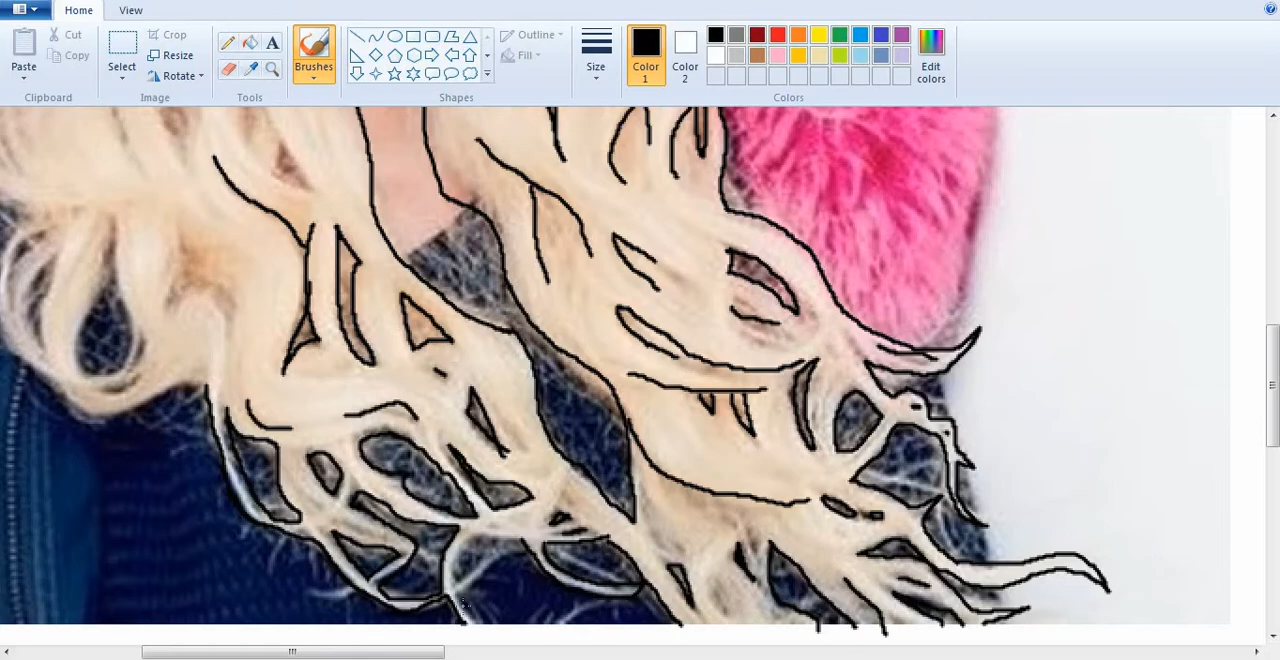 Home View
Paste
Cut
Copy
Clipboard
Select
Crop
Resize
Rotate
Image
A
Tools
Brushes
Shapes
Outline
Fill
Size
Color 1
Color 2
Edit colors
Colors